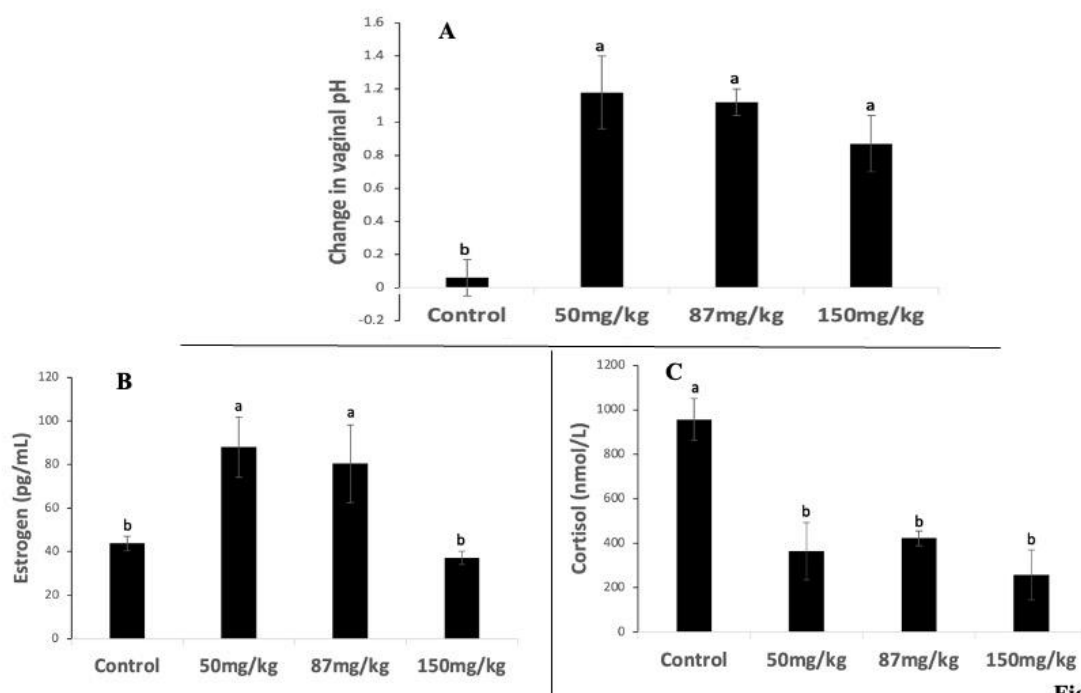 A
Change in vaginal pH
1.6
1.4
1.2
1
0.8
0.6
0.4
0.2
0
-0.2
b
a
a
a
Control 50mg/kg 87mg/kg 150mg/kg
B
Estrogen (pg/mL)
120
100
80
60
40
20
0
b
a
a
b
Control 50mg/kg 87mg/kg 150mg/kg
C
Cortisol (nmol/L)
1200
1000
800
600
400
200
0
a
b
b
b
Control 50mg/kg 87mg/kg 150mg/kg